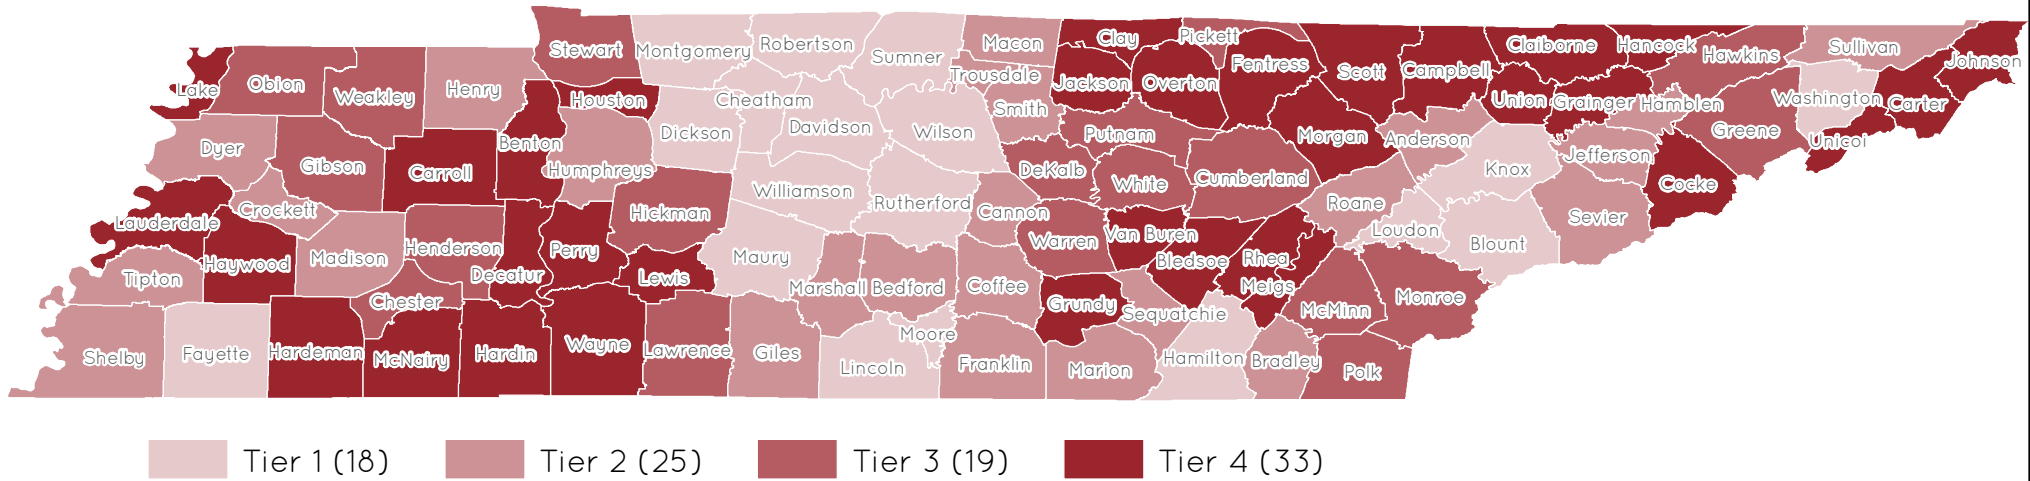 Stewart
Montgomery
Robertson
Sumner
Macon
Clay
Pickett
Claiborne
Hancock
Hawkins
Sullivan
Johnson
Lake
Obion
Weakley
Henry
Houston
Cheatham
Trousdale
Jackson
Overton
Fentress
Scott
Campbell
Union
Grainger
Hamblen
Washington
Carter
Dyer
Gibson
Carroll
Benton
Humphreys
Dickson
Davidson
Wilson
Smith
Putnam
Morgan
Anderson
Knox
Jefferson
Greene
Unicoi
Lauderdale
Crockett
Hickman
Williamson
Rutherford
Cannon
DeKalb
White
Cumberland
Roane
Loudon
Blount
Sevier
Cocke
Tipton
Haywood
Madison
Henderson
Decatur
Perry
Lewis
Maury
Marshall
Bedford
Coffee
Warren
Van Buren
Bledsoe
Rhea
Meigs
McMinn
Monroe
Chester
Grundy
Sequatchie
Shelby
Fayette
Hardeman
McNairy
Hardin
Wayne
Lawrence
Giles
Lincoln
Moore
Franklin
Marion
Hamilton
Bradley
Polk
Tier 1 (18)
Tier 2 (25)
Tier 3 (19)
Tier 4 (33)